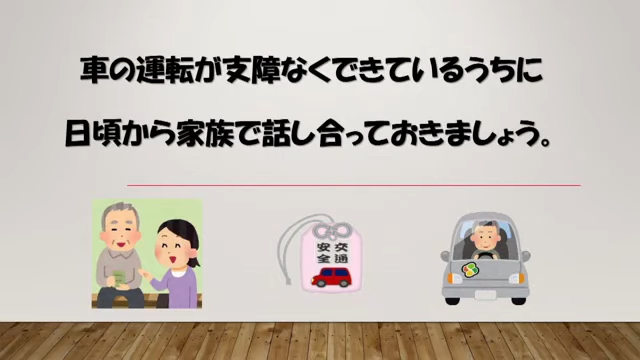 車の運転が支障なくできているうちに
日頃から家族で話し合っておきましょう。
交通
安全